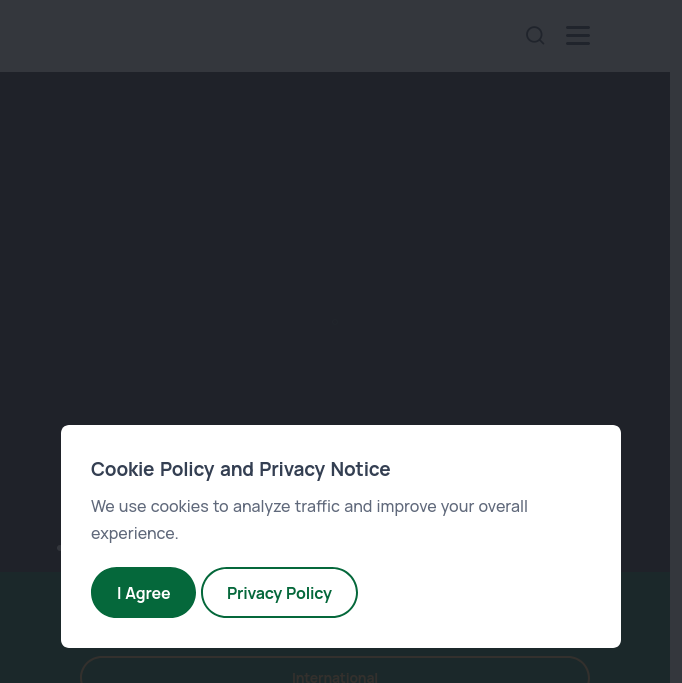 Cookie Policy and Privacy Notice
We use cookies to analyze traffic and improve your overall
experience.
I Agree
Privacy Policy
International